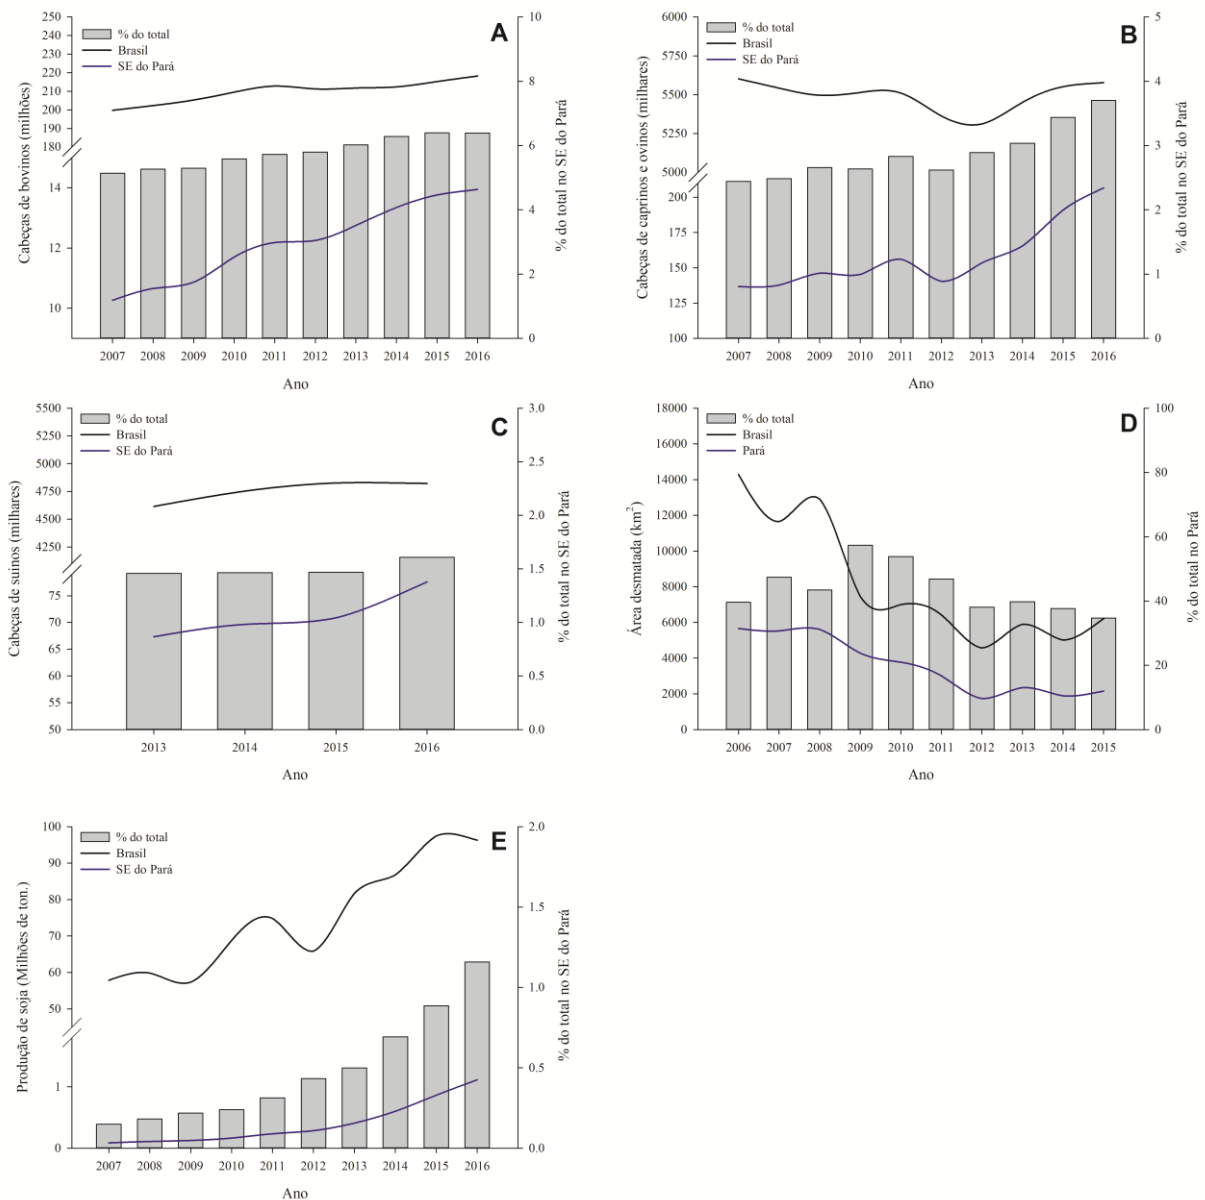 A
% do total
Brasil
SE do Pará
Cabeças de bovinos (milhões)
250
240
230
220
210
200
190
180
14
12
10
10
8
6
4
2
0
% do total no SE do Pará
2007 2008 2009 2010 2011 2012 2013 2014 2015 2016
Ano
B
% do total
Brasil
SE do Pará
Cabeças de caprinos e ovinos (milhares)
6000
5750
5500
5250
5000
200
175
150
125
100
5
4
3
2
1
0
% do total no SE do Pará
2007 2008 2009 2010 2011 2012 2013 2014 2015 2016
Ano
C
% do total
Brasil
SE do Pará
Cabeças de suinos (milhares)
5500
5250
5000
4750
4500
4250
75
70
65
60
55
50
3.0
2.5
2.0
1.5
1.0
0.5
0.0
% do total no SE do Pará
2013 2014 2015 2016
Ano
D
% do total
Brasil
Pará
Área desmatada (km²)
18000
16000
14000
12000
10000
8000
6000
4000
2000
0
100
80
60
40
20
0
% do total no Pará
2006 2007 2008 2009 2010 2011 2012 2013 2014 2015
Ano
E
% do total
Brasil
SE do Pará
Produção de soja (Milhões de ton.)
100
90
80
70
60
50
1
0
2.0
1.5
1.0
0.5
0.0
% do total no SE do Pará
2007 2008 2009 2010 2011 2012 2013 2014 2015 2016
Ano